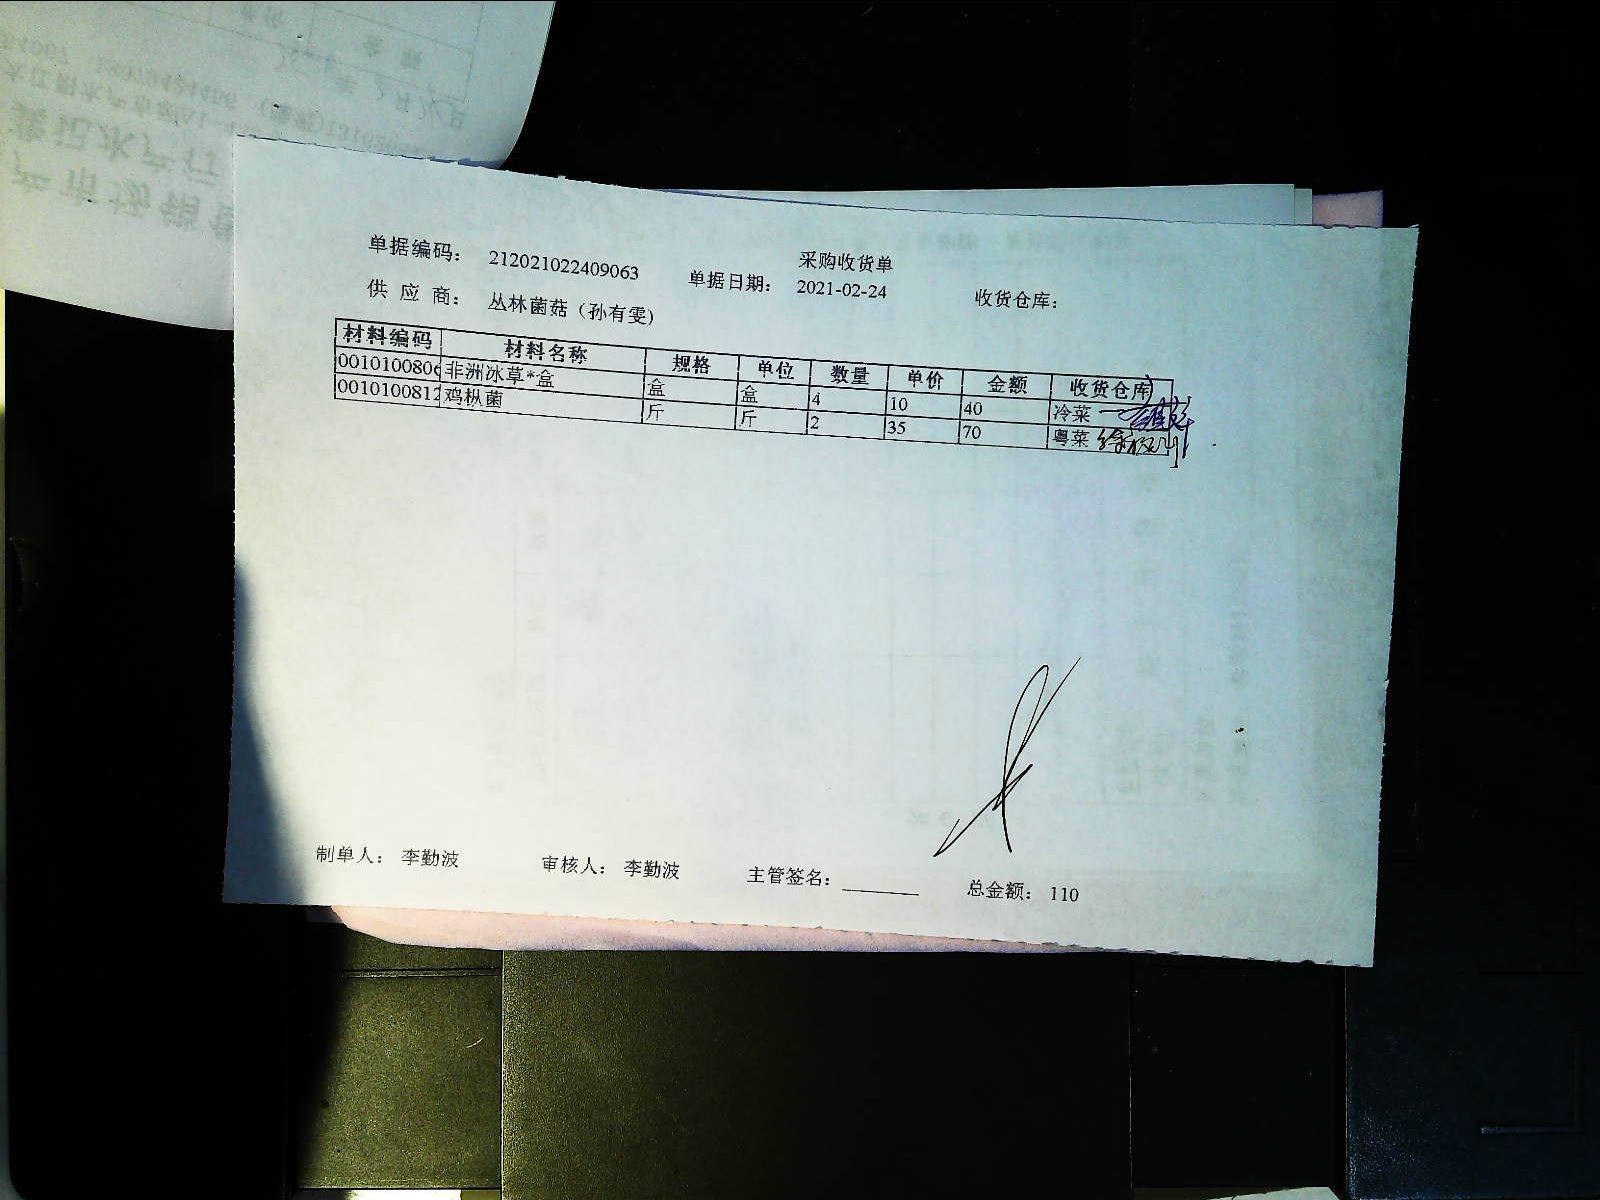 采购收货单
单据编码： 212021022409063 单据日期： 2021-02-24 收货仓库：
供 应 商： 丛林菌菇（孙有雯）
材料编码 材料名称 规格 单位 数量 单价 金额 收货仓库
001010080 非洲冰草*盒 盒 盒 4 10 40 冷菜
0010100812 鸡枞菌 斤 斤 2 35 70 粤菜
制单人： 李勤波 审核人： 李勤波 主管签名： 总金额： 110